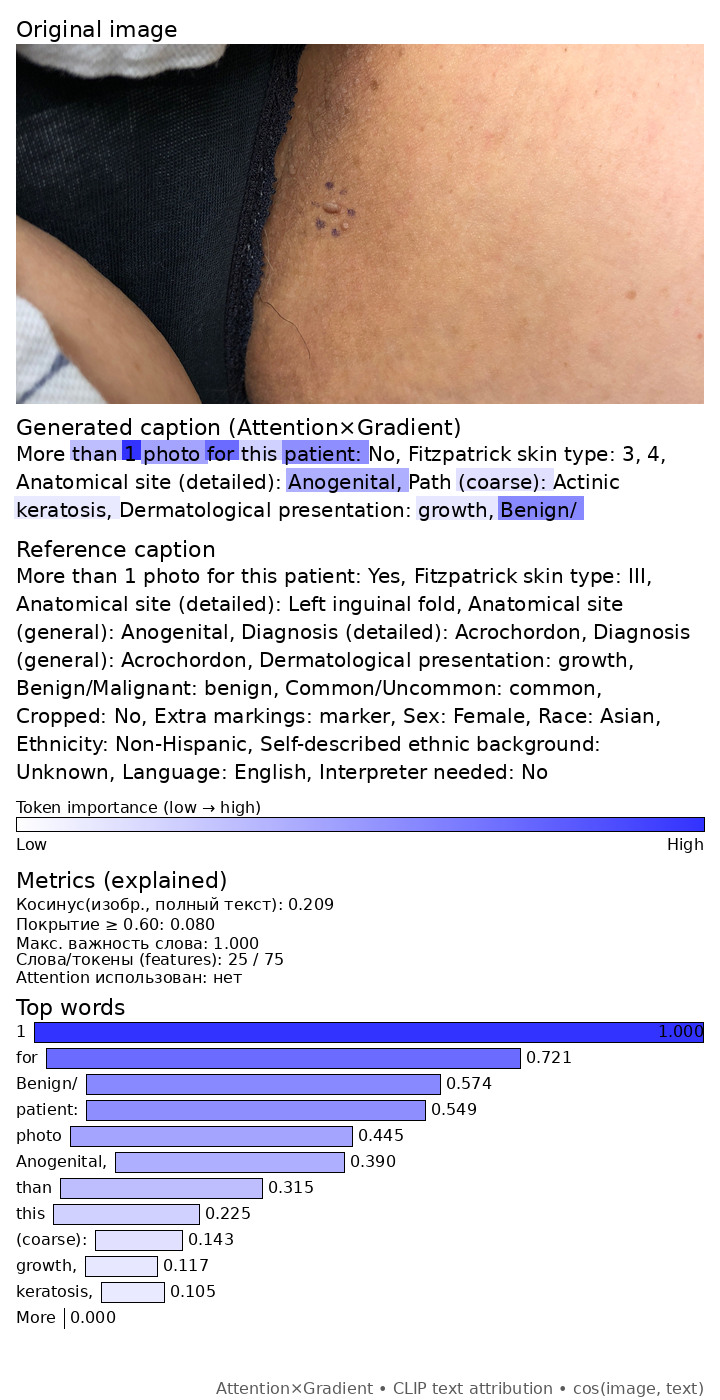 Original image
Generated caption (Attention×Gradient)
More than 1 photo for this patient: No, Fitzpatrick skin type: 3, 4,
Anatomical site (detailed): Anogenital, Path (coarse): Actinic
keratosis, Dermatological presentation: growth, Benign/
Reference caption
More than 1 photo for this patient: Yes, Fitzpatrick skin type: III,
Anatomical site (detailed): Left inguinal fold, Anatomical site
(general): Anogenital, Diagnosis (detailed): Acrochordon, Diagnosis
(general): Acrochordon, Dermatological presentation: growth,
Benign/Malignant: benign, Common/Uncommon: common,
Cropped: No, Extra markings: marker, Sex: Female, Race: Asian,
Ethnicity: Non-Hispanic, Self-described ethnic background:
Unknown, Language: English, Interpreter needed: No
Token importance (low → high)
Low High
Metrics (explained)
Косинус(изобр., полный текст): 0.209
Покрытие ≥ 0.60: 0.080
Макс. важность слова: 1.000
Слова/токены (features): 25 / 75
Attention использован: нет
Top words
1 1.000
for 0.721
Benign/ 0.574
patient: 0.549
photo 0.445
Anogenital, 0.390
than 0.315
this 0.225
(coarse): 0.143
growth, 0.117
keratosis, 0.105
More 0.000
Attention×Gradient • CLIP text attribution • cos(image, text)